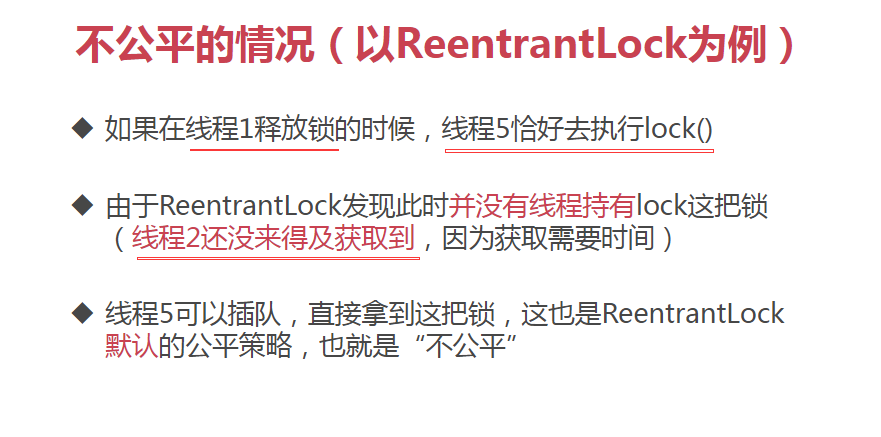 不公平的情况（以ReentrantLock为例）
◆ 如果在线程1释放锁的时候，线程5恰好去执行lock()
◆ 由于ReentrantLock发现此时并没有线程持有lock这把锁
（线程2还没来得及获取到，因为获取需要时间）
◆ 线程5可以插队，直接拿到这把锁，这也是ReentrantLock
默认的公平策略，也就是“不公平”